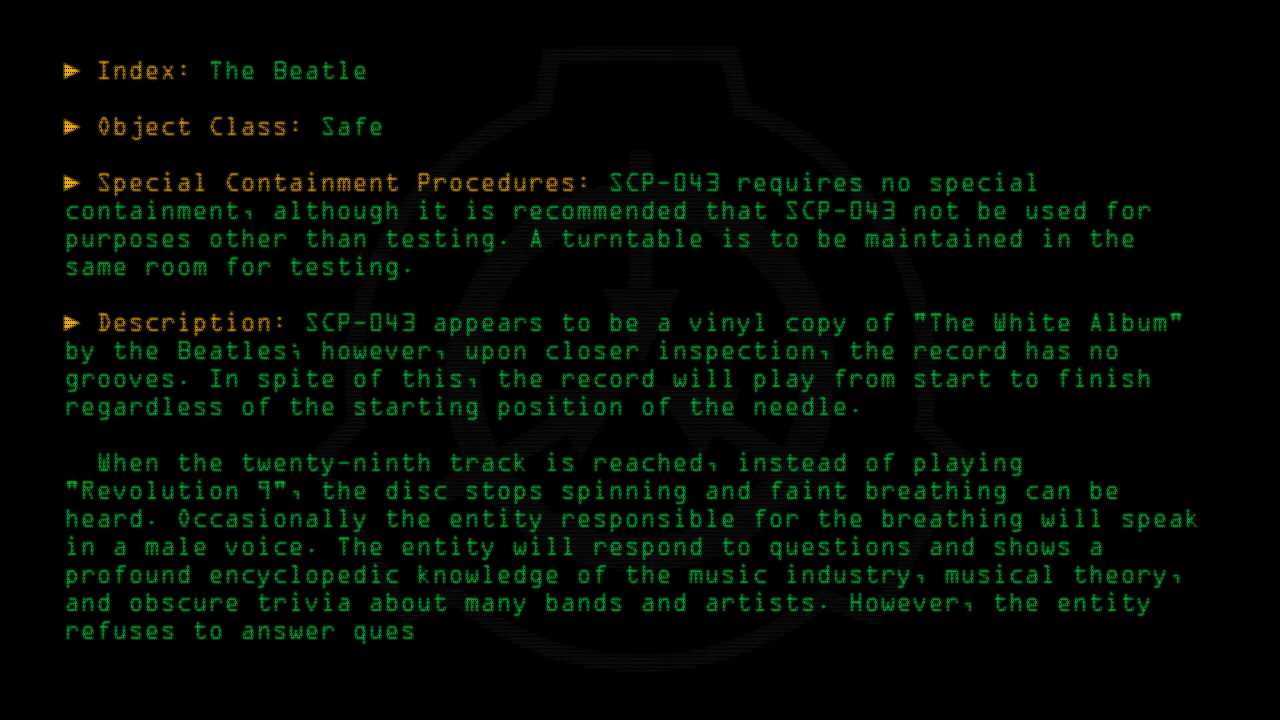 ► Index: The Beatle
► Object Class: Safe
► Special Containment Procedures: SCP-043 requires no special
containment, although it is recommended that SCP-043 not be used for
purposes other than testing. A turntable is to be maintained in the
same room for testing.
► Description: SCP-043 appears to be a vinyl copy of "The White Album"
by the Beatles; however, upon closer inspection, the record has no
grooves. In spite of this, the record will play from start to finish
regardless of the starting position of the needle.
When the twenty-ninth track is reached, instead of playing
"Revolution 9", the disc stops spinning and faint breathing can be
heard. Occasionally the entity responsible for the breathing will speak
in a male voice. The entity will respond to questions and shows a
profound encyclopedic knowledge of the music industry, musical theory,
and obscure trivia about many bands and artists. However, the entity
refuses to answer ques